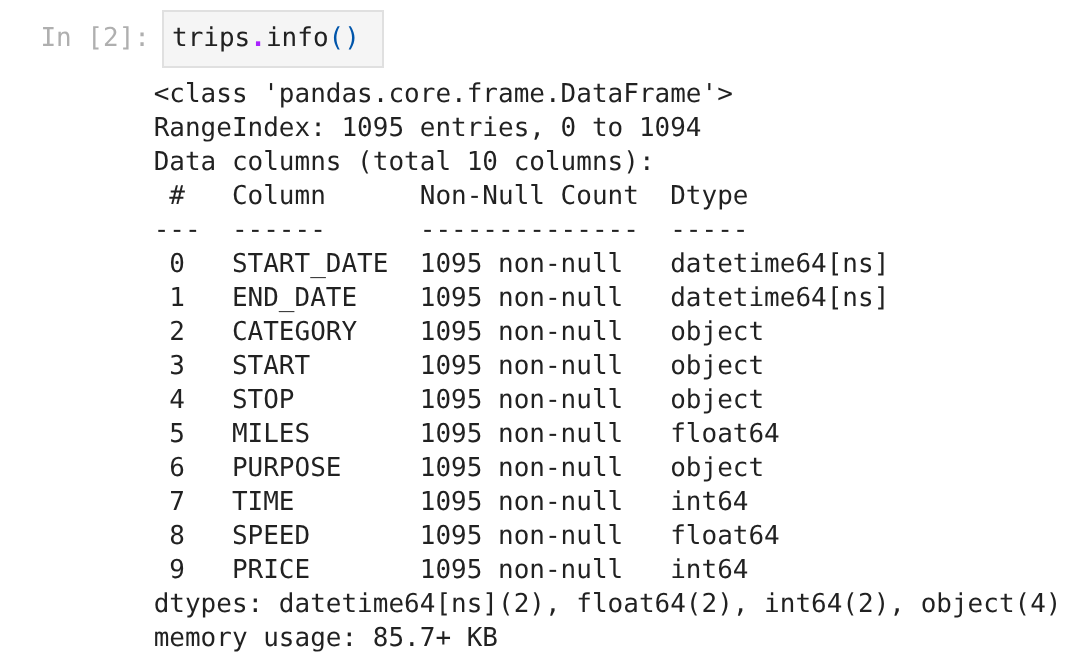 In [2]: trips.info()
<class 'pandas.core.frame.DataFrame'>
RangeIndex: 1095 entries, 0 to 1094
Data columns (total 10 columns):
 #   Column      Non-Null Count  Dtype
---  ------      --------------  -----
 0   START_DATE  1095 non-null   datetime64[ns]
 1   END_DATE    1095 non-null   datetime64[ns]
 2   CATEGORY    1095 non-null   object
 3   START       1095 non-null   object
 4   STOP        1095 non-null   object
 5   MILES       1095 non-null   float64
 6   PURPOSE     1095 non-null   object
 7   TIME        1095 non-null   int64
 8   SPEED       1095 non-null   float64
 9   PRICE       1095 non-null   int64
dtypes: datetime64[ns](2), float64(2), int64(2), object(4)
memory usage: 85.7+ KB